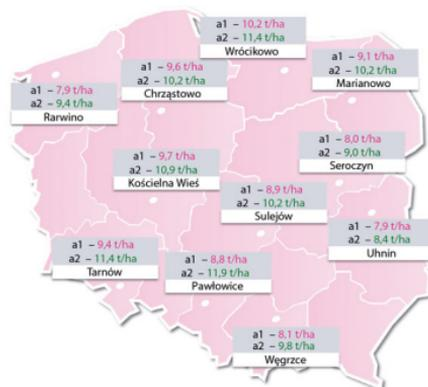 a1 – 10,2 t/ha
a2 – 11,4 t/ha
Wrócikowo
a1 – 9,6 t/ha
a2 – 10,2 t/ha
Chrząstowo
a1 – 9,1 t/ha
a2 – 10,2 t/ha
Marianowo
a1 – 7,9 t/ha
a2 – 9,4 t/ha
Rarwino
a1 – 8,0 t/ha
a2 – 9,0 t/ha
Seroczyn
a1 – 9,7 t/ha
a2 – 10,9 t/ha
Kościelna Wieś
a1 – 8,9 t/ha
a2 – 10,2 t/ha
Sulejów
a1 – 7,9 t/ha
a2 – 8,4 t/ha
Uhnin
a1 – 9,4 t/ha
a2 – 11,4 t/ha
Tarnów
a1 – 8,8 t/ha
a2 – 11,9 t/ha
Pawłowice
a1 – 8,1 t/ha
a2 – 9,8 t/ha
Węgrzce